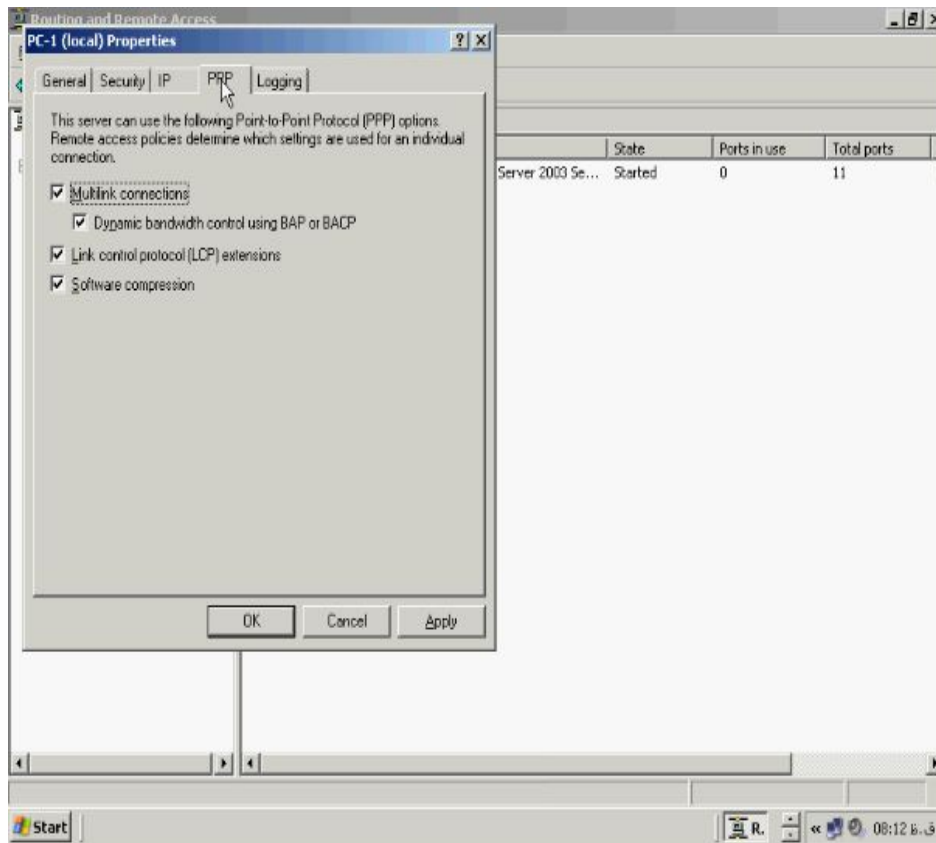 Routing and Remote Access
PC-1 (local) Properties
General Security IP PPP Logging
This server can use the following Point-to-Point Protocol (PPP) options.
Remote access policies determine which settings are used for an individual
connection.
Multilink connections
Dynamic bandwidth control using BAP or BACP
Link control protocol (LCP) extensions
Software compression
OK Cancel Apply
State Ports in use Total ports
Server 2003 Se... Started 0 11
Start R. « 08:12 ق.ظ